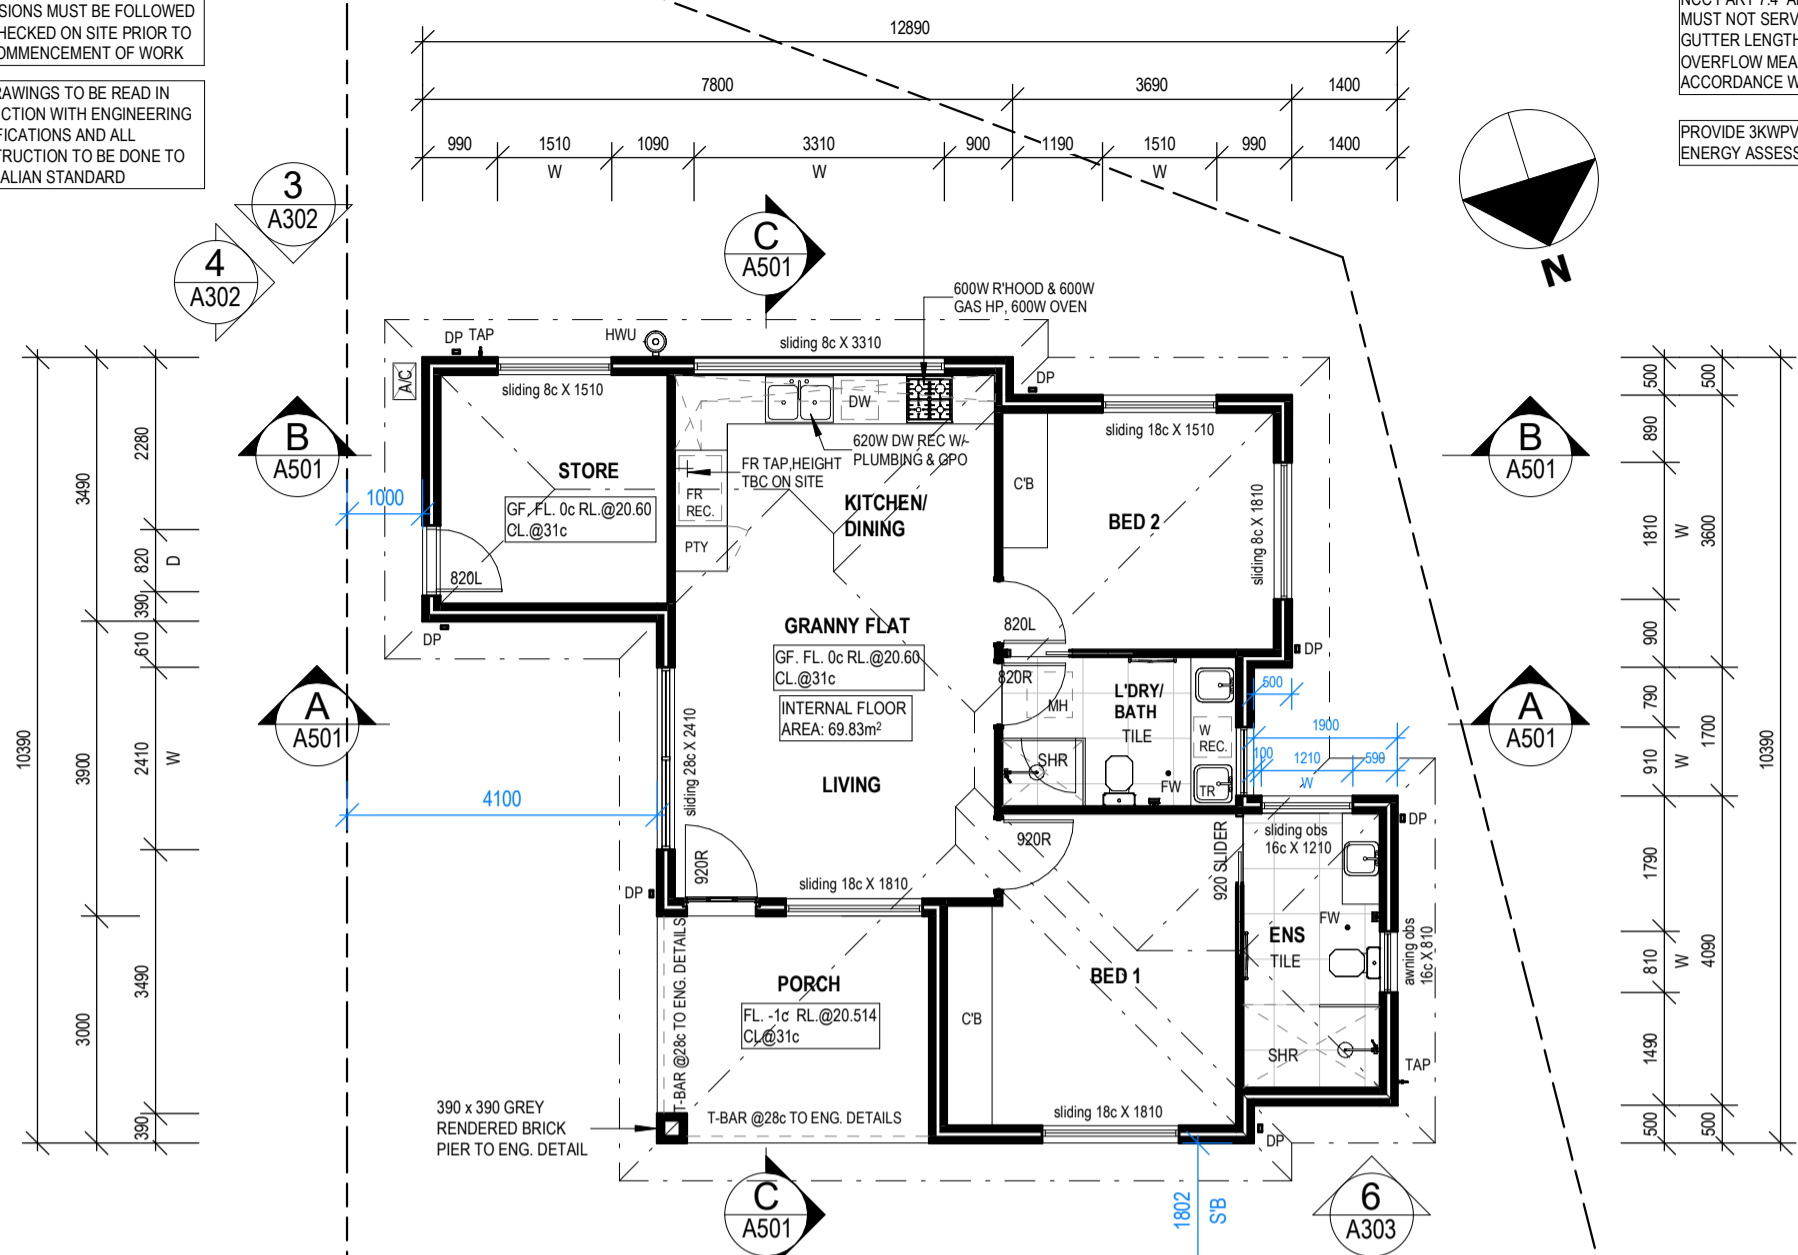 SIONS MUST BE FOLLOWED
HECKED ON SITE PRIOR TO
OMMENCEMENT OF WORK
RAWINGS TO BE READ IN
CTION WITH ENGINEERING
FICATIONS AND ALL
TRUCTION TO BE DONE TO
ALIAN STANDARD
MUST NOT SERV
GUTTER LENGTH
OVERFLOW MEA
ACCORDANCE W
PROVIDE 3KWPV
ENERGY ASSESS
12890
7800 3690 1400
990 1510 1090 3310 900 1190 1510 990 1400
W W W
3
A302
4
A302
C
A501
N
600W R'HOOD & 600W
GAS HP, 600W OVEN
DP TAP HWU
sliding 8c X 3310
A/C
sliding 8c X 1510
DW
DP
sliding 18c X 1510
B
A501
B
A501
620W DW REC W/-
PLUMBING & GPO
STORE
GF. FL. 0c RL.@20.60
CL.@31c
FR TAP,HEIGHT
TBC ON SITE
FR
REC.
PTY
KITCHEN/
DINING
C'B
BED 2
sliding 8c X 1810
1000
820L
DP
820L
GRANNY FLAT
GF. FL. 0c RL.@20.60
CL.@31c
INTERNAL FLOOR
AREA: 69.83m²
LIVING
820R
MH
L'DRY/
BATH
TILE
W
REC.
SHR
FW
TR
DP
500
1900
100 1210 590
W
A
A501
A
A501
sliding 28c X 2410
4100
920R
DP
sliding 18c X 1810
920R
920 SLIDER
sliding obs
16c X 1210
DP
FW
ENS
TILE
awning obs
16c X 810
SHR
TAP
PORCH
FL. -1c RL.@20.514
CL@31c
BED 1
C'B
T-BAR @28c TO ENG. DETAILS
T-BAR @28c TO ENG. DETAILS
sliding 18c X 1810
390 x 390 GREY
RENDERED BRICK
PIER TO ENG. DETAIL
DP
1802
S'B
C
A501
6
A303
10390
3490
3900
3000
2280
820 D
390
610
2410 W
3490
390
500
890
1810 W
900
790
910 W
1790
810 W
1490
500
500
3600
1700
4090
500
10390